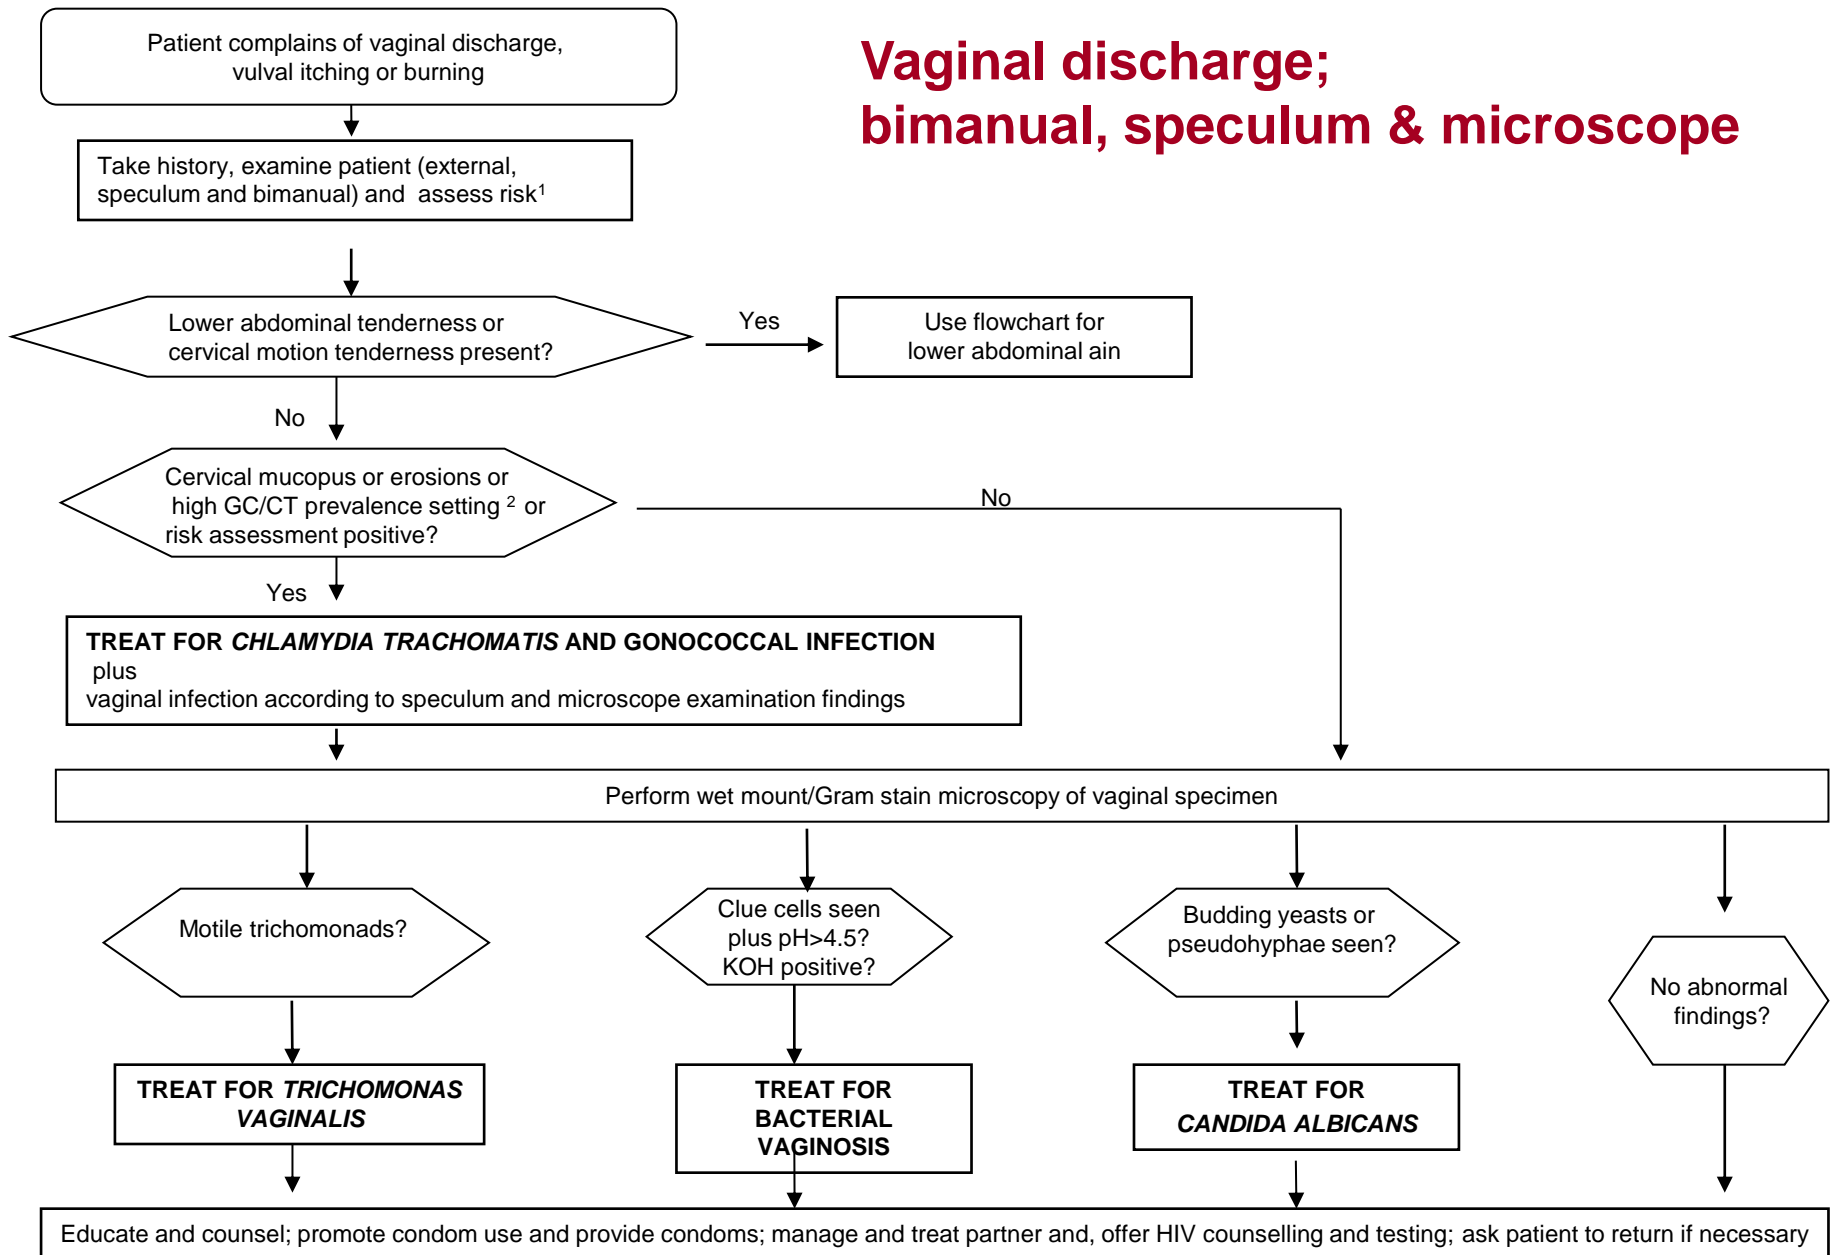 Vaginal discharge;
bimanual, speculum & microscope
Patient complains of vaginal discharge,
vulval itching or burning
Take history, examine patient (external,
speculum and bimanual) and assess risk¹
Lower abdominal tenderness or
cervical motion tenderness present?
Yes
Use flowchart for
lower abdominal ain
No
Cervical mucopus or erosions or
high GC/CT prevalence setting ² or
risk assessment positive?
No
Yes
TREAT FOR CHLAMYDIA TRACHOMATIS AND GONOCOCCAL INFECTION
plus
vaginal infection according to speculum and microscope examination findings
Perform wet mount/Gram stain microscopy of vaginal specimen
Motile trichomonads?
Clue cells seen
plus pH>4.5?
KOH positive?
Budding yeasts or
pseudohyphae seen?
No abnormal
findings?
TREAT FOR TRICHOMONAS
VAGINALIS
TREAT FOR
BACTERIAL
VAGINOSIS
TREAT FOR
CANDIDA ALBICANS
Educate and counsel; promote condom use and provide condoms; manage and treat partner and, offer HIV counselling and testing; ask patient to return if necessary